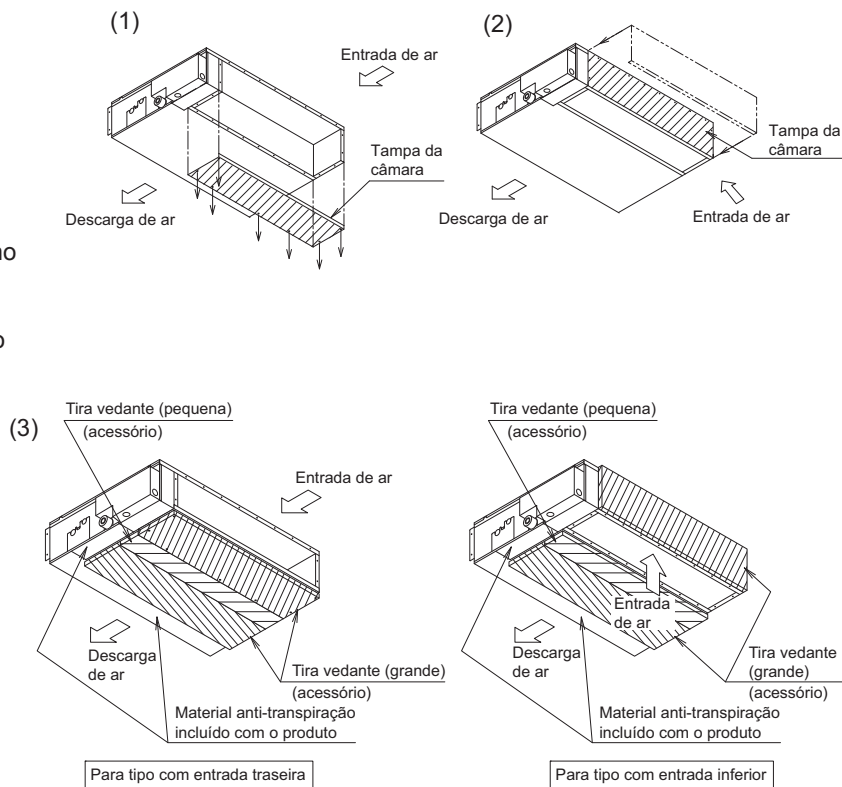 (1)
Entrada de ar
Tampa da
câmara
Descarga de ar
(2)
Tampa da
câmara
Descarga de ar
Entrada de ar
no
o
(3)
Tira vedante (pequena)
(acessório)
Entrada de ar
Descarga
de ar
Tira vedante (grande)
(acessório)
Material anti-transpiração
incluído com o produto
Para tipo com entrada traseira
Tira vedante (pequena)
(acessório)
Entrada
de ar
Descarga
de ar
Tira vedante
(grande)
(acessório)
Material anti-transpiração
incluído com o produto
Para tipo com entrada inferior